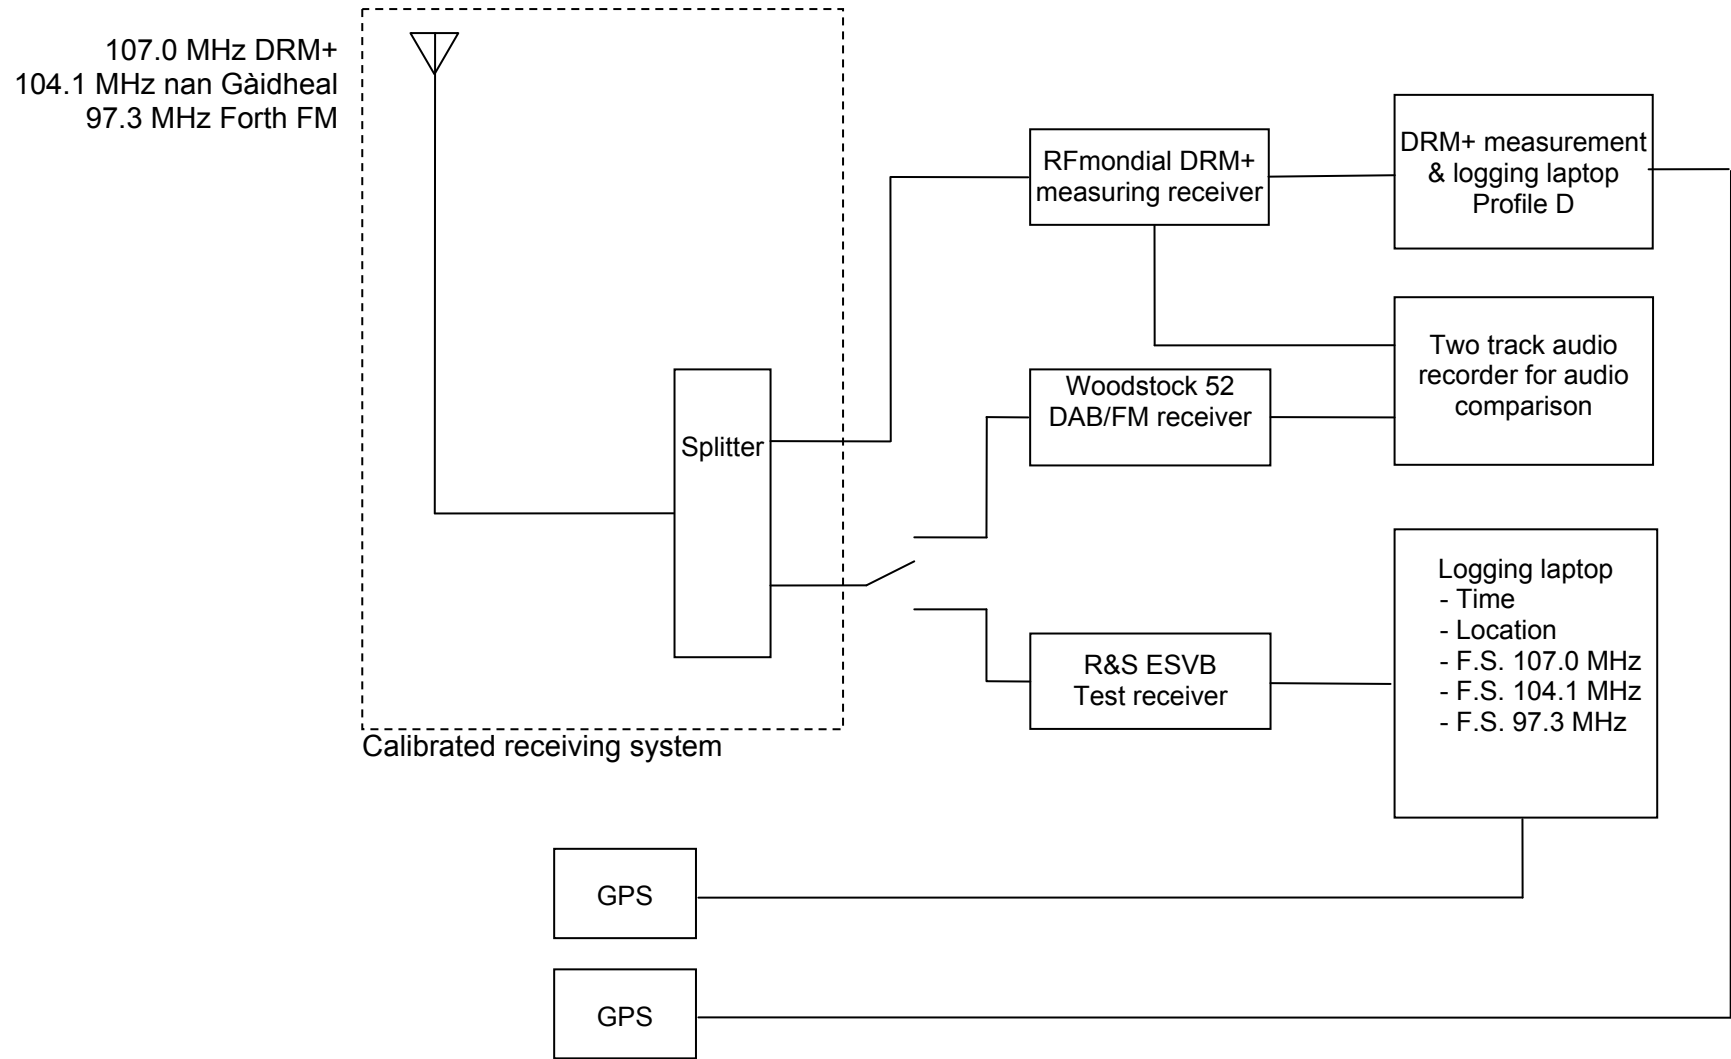 107.0 MHz DRM+
104.1 MHz nan Gàidheal
97.3 MHz Forth FM
Splitter
Calibrated receiving system
RFmondial DRM+
measuring receiver
DRM+ measurement
& logging laptop
Profile D
Two track audio
recorder for audio
comparison
Woodstock 52
DAB/FM receiver
R&S ESVB
Test receiver
Logging laptop
- Time
- Location
- F.S. 107.0 MHz
- F.S. 104.1 MHz
- F.S. 97.3 MHz
GPS
GPS